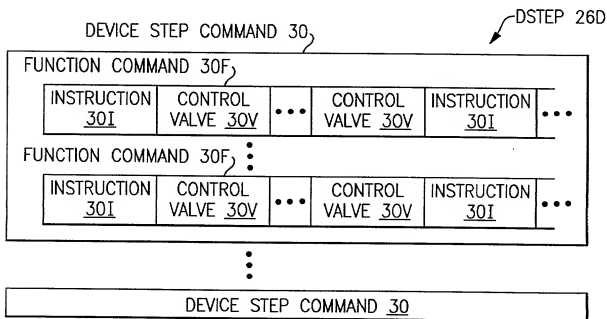 DSTEP 26D
DEVICE STEP COMMAND 30
FUNCTION COMMAND 30F
INSTRUCTION 30I CONTROL VALVE 30V ••• CONTROL VALVE 30V INSTRUCTION 30I •••
FUNCTION COMMAND 30F
INSTRUCTION 30I CONTROL VALVE 30V ••• CONTROL VALVE 30V INSTRUCTION 30I •••
DEVICE STEP COMMAND 30